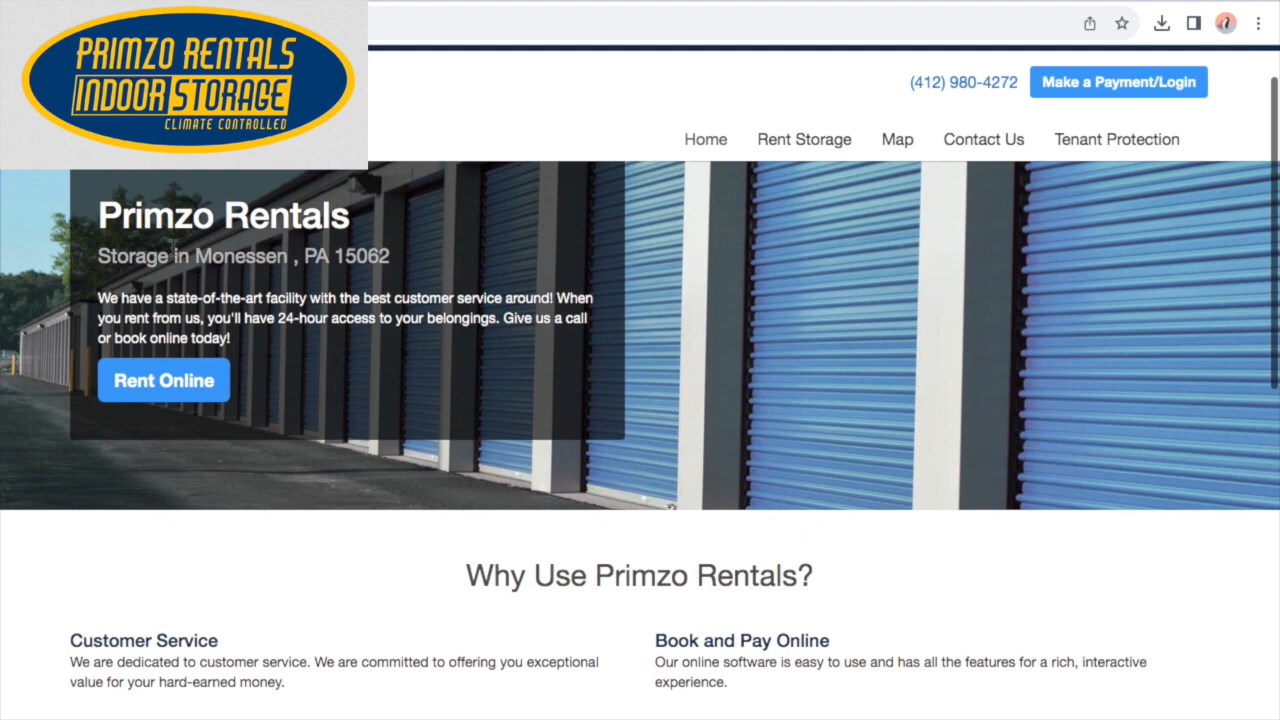 PRIMZO RENTALS
INDOOR STORAGE
CLIMATE CONTROLLED
(412) 980-4272
Make a Payment/Login
Home
Rent Storage
Map
Contact Us
Tenant Protection
Primzo Rentals
Storage in Monessen , PA 15062
We have a state-of-the-art facility with the best customer service around! When
you rent from us, you'll have 24-hour access to your belongings. Give us a call
or book online today!
Rent Online
Why Use Primzo Rentals?
Customer Service
We are dedicated to customer service. We are committed to offering you exceptional
value for your hard-earned money.
Book and Pay Online
Our online software is easy to use and has all the features for a rich, interactive
experience.